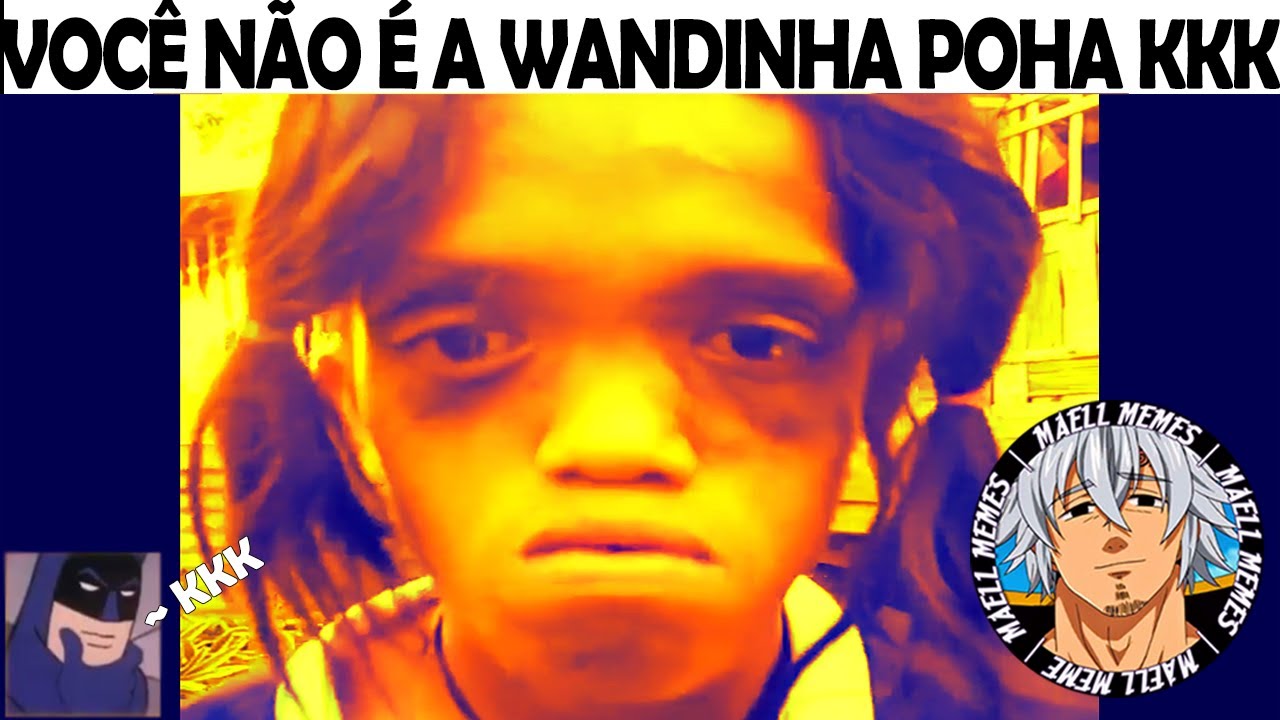 VOCÊ NÃO É A WANDINHA POHA KKK
~ KKK
MAELL MEMES | MAELL MEMES | MAELL MEME | MAELL MEMES |